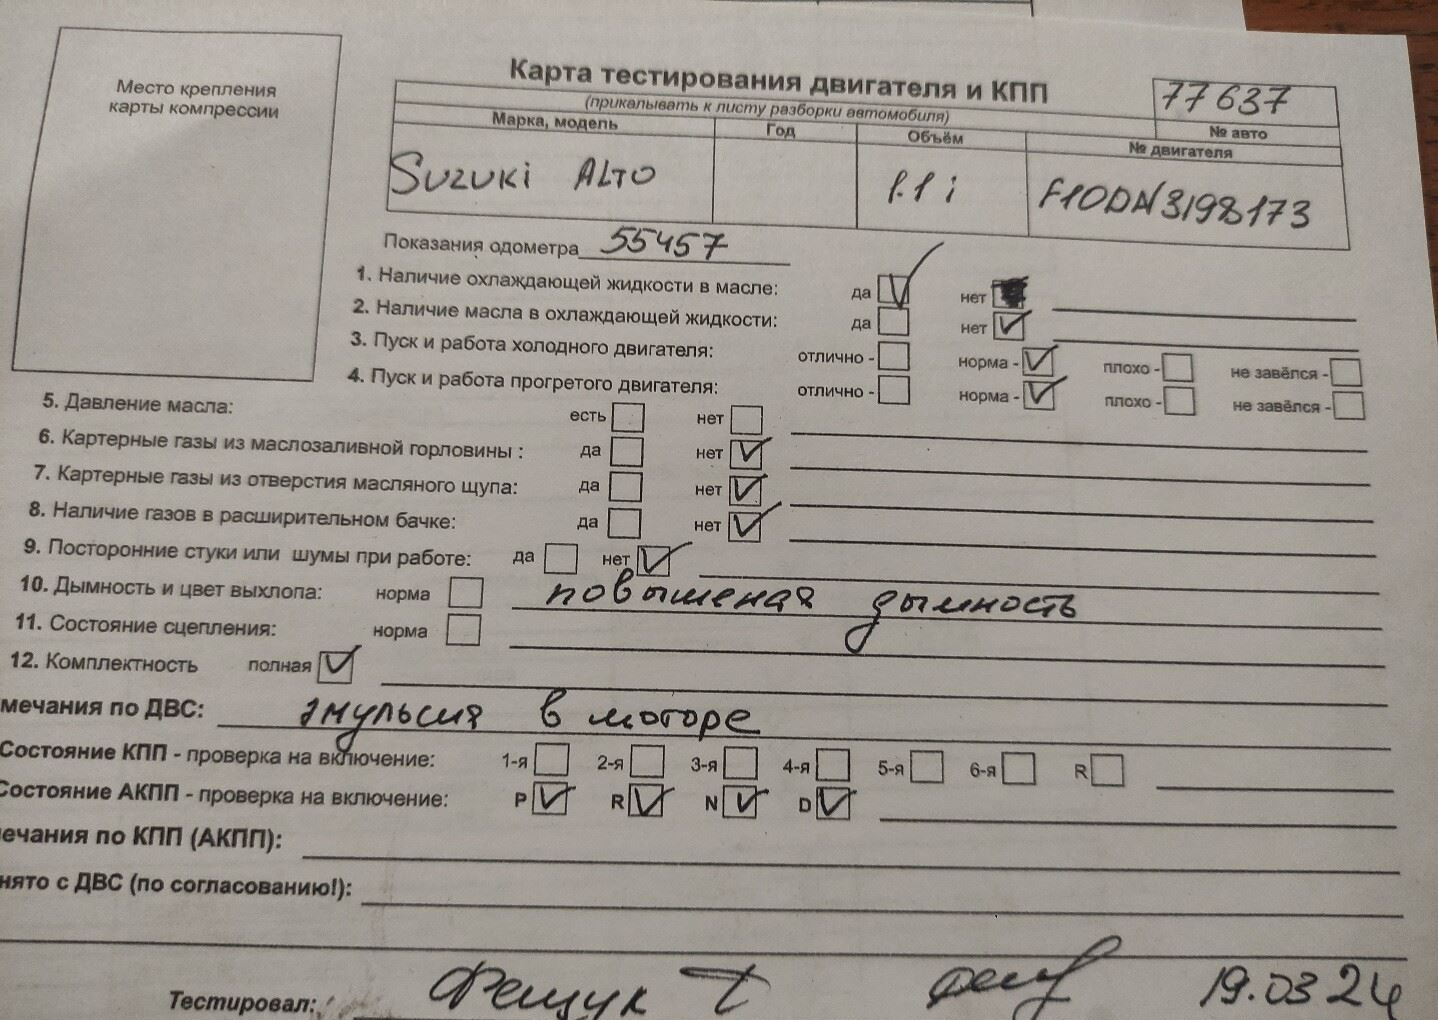 Место крепления
карты компрессии
Карта тестирования двигателя и КПП
(прикалывать к листу разборки автомобиля)
77637
№ авто
Марка, модель Год Объём № двигателя
Suzuki ALTO 1.1 i F10DN3198173
Показания одометра 55457
1. Наличие охлаждающей жидкости в масле: да нет
2. Наличие масла в охлаждающей жидкости: да нет
3. Пуск и работа холодного двигателя: отлично - норма - плохо - не завёлся -
4. Пуск и работа прогретого двигателя: отлично - норма - плохо - не завёлся -
5. Давление масла: есть нет
6. Картерные газы из маслозаливной горловины : да нет
7. Картерные газы из отверстия масляного щупа: да нет
8. Наличие газов в расширительном бачке: да нет
9. Посторонние стуки или шумы при работе: да нет
10. Дымность и цвет выхлопа: норма повышеная дымность
11. Состояние сцепления: норма
12. Комплектность полная
мечания по ДВС: эмульсия в моторе
Состояние КПП - проверка на включение: 1-я 2-я 3-я 4-я 5-я 6-я R
Состояние АКПП - проверка на включение: P R N D
ечания по КПП (АКПП):
нято с ДВС (по согласованию!):
Тестировал: Фещук Т 19.03 24